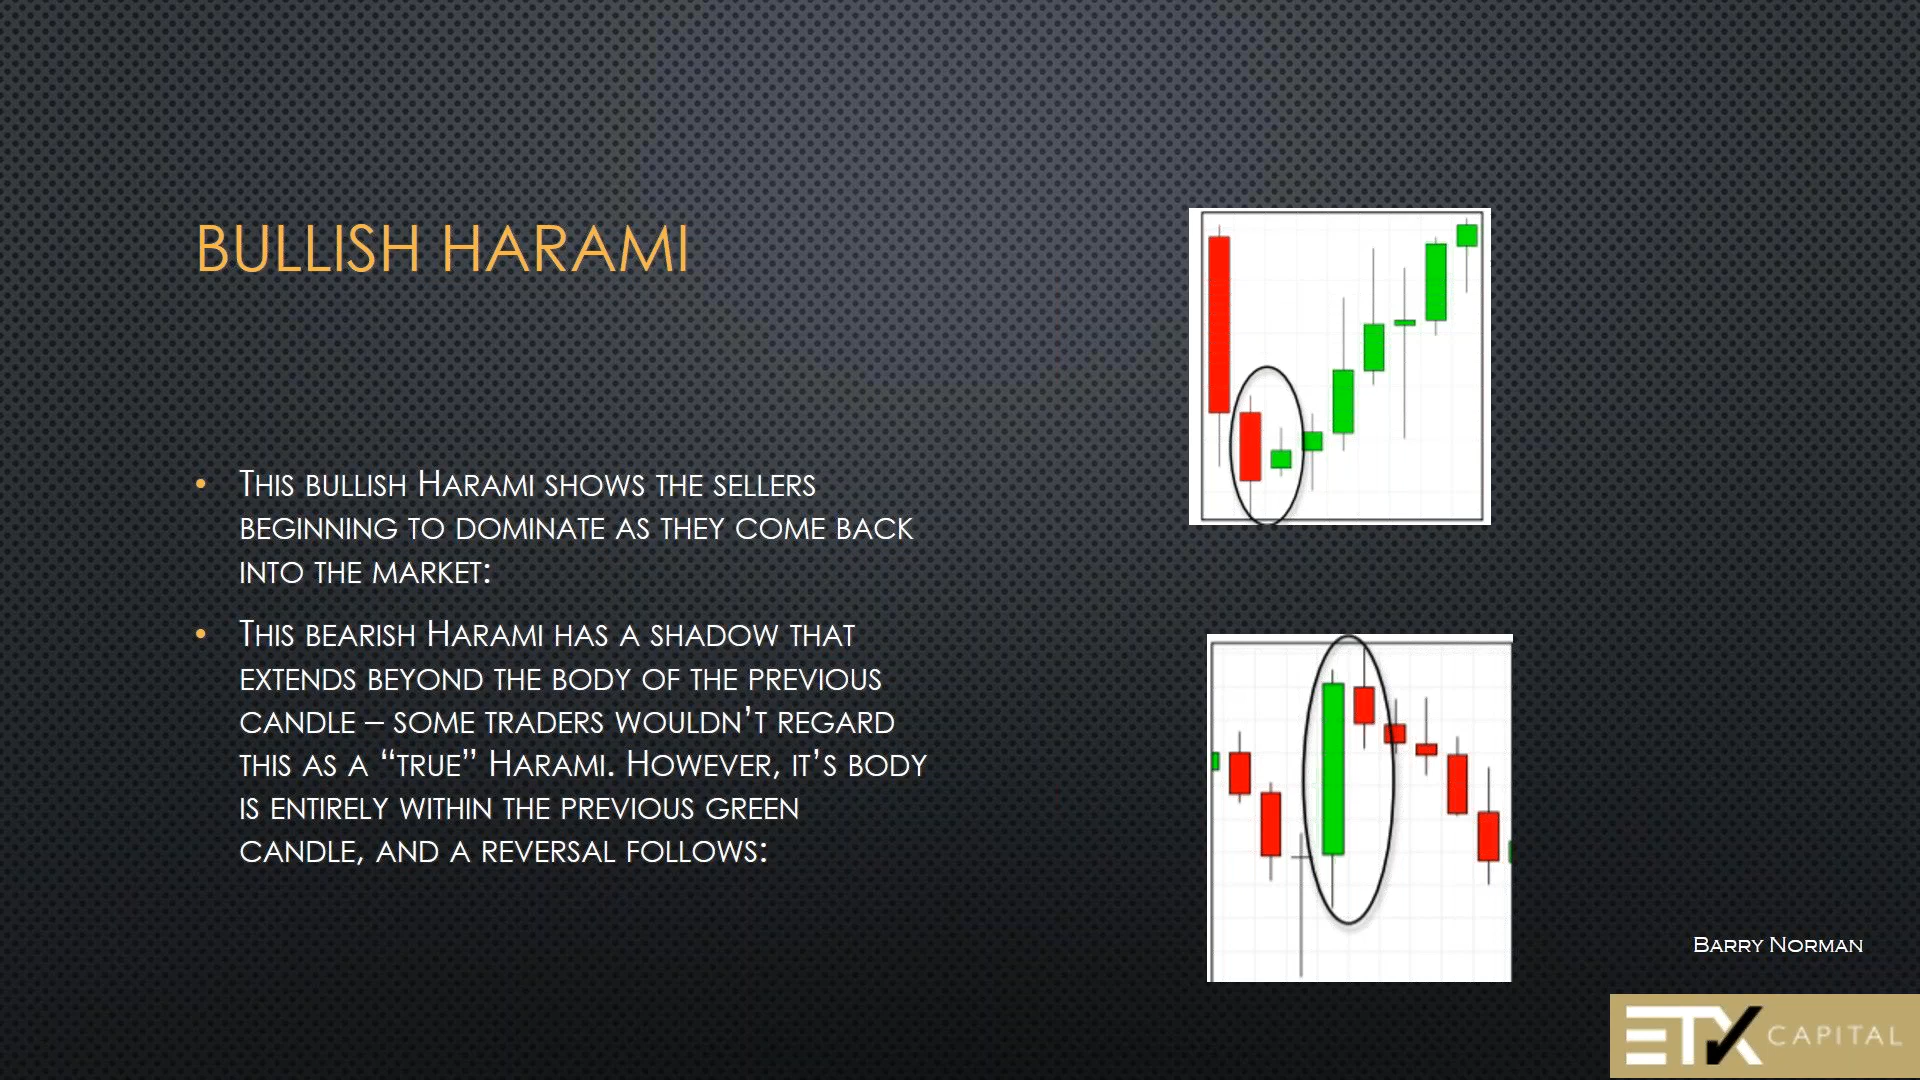 BULLISH HARAMI
• THIS BULLISH HARAMI SHOWS THE SELLERS
BEGINNING TO DOMINATE AS THEY COME BACK
INTO THE MARKET:
• THIS BEARISH HARAMI HAS A SHADOW THAT
EXTENDS BEYOND THE BODY OF THE PREVIOUS
CANDLE – SOME TRADERS WOULDN’T REGARD
THIS AS A “TRUE” HARAMI. HOWEVER, IT’S BODY
IS ENTIRELY WITHIN THE PREVIOUS GREEN
CANDLE, AND A REVERSAL FOLLOWS:
BARRY NORMAN
ETX CAPITAL